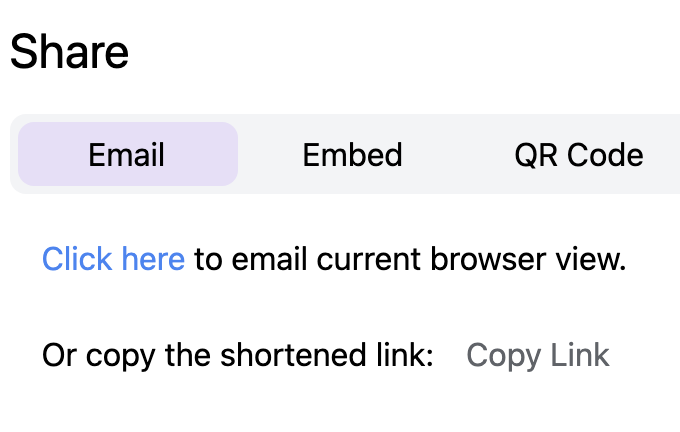 Share
Email Embed QR Code
Click here to email current browser view.
Or copy the shortened link: Copy Link